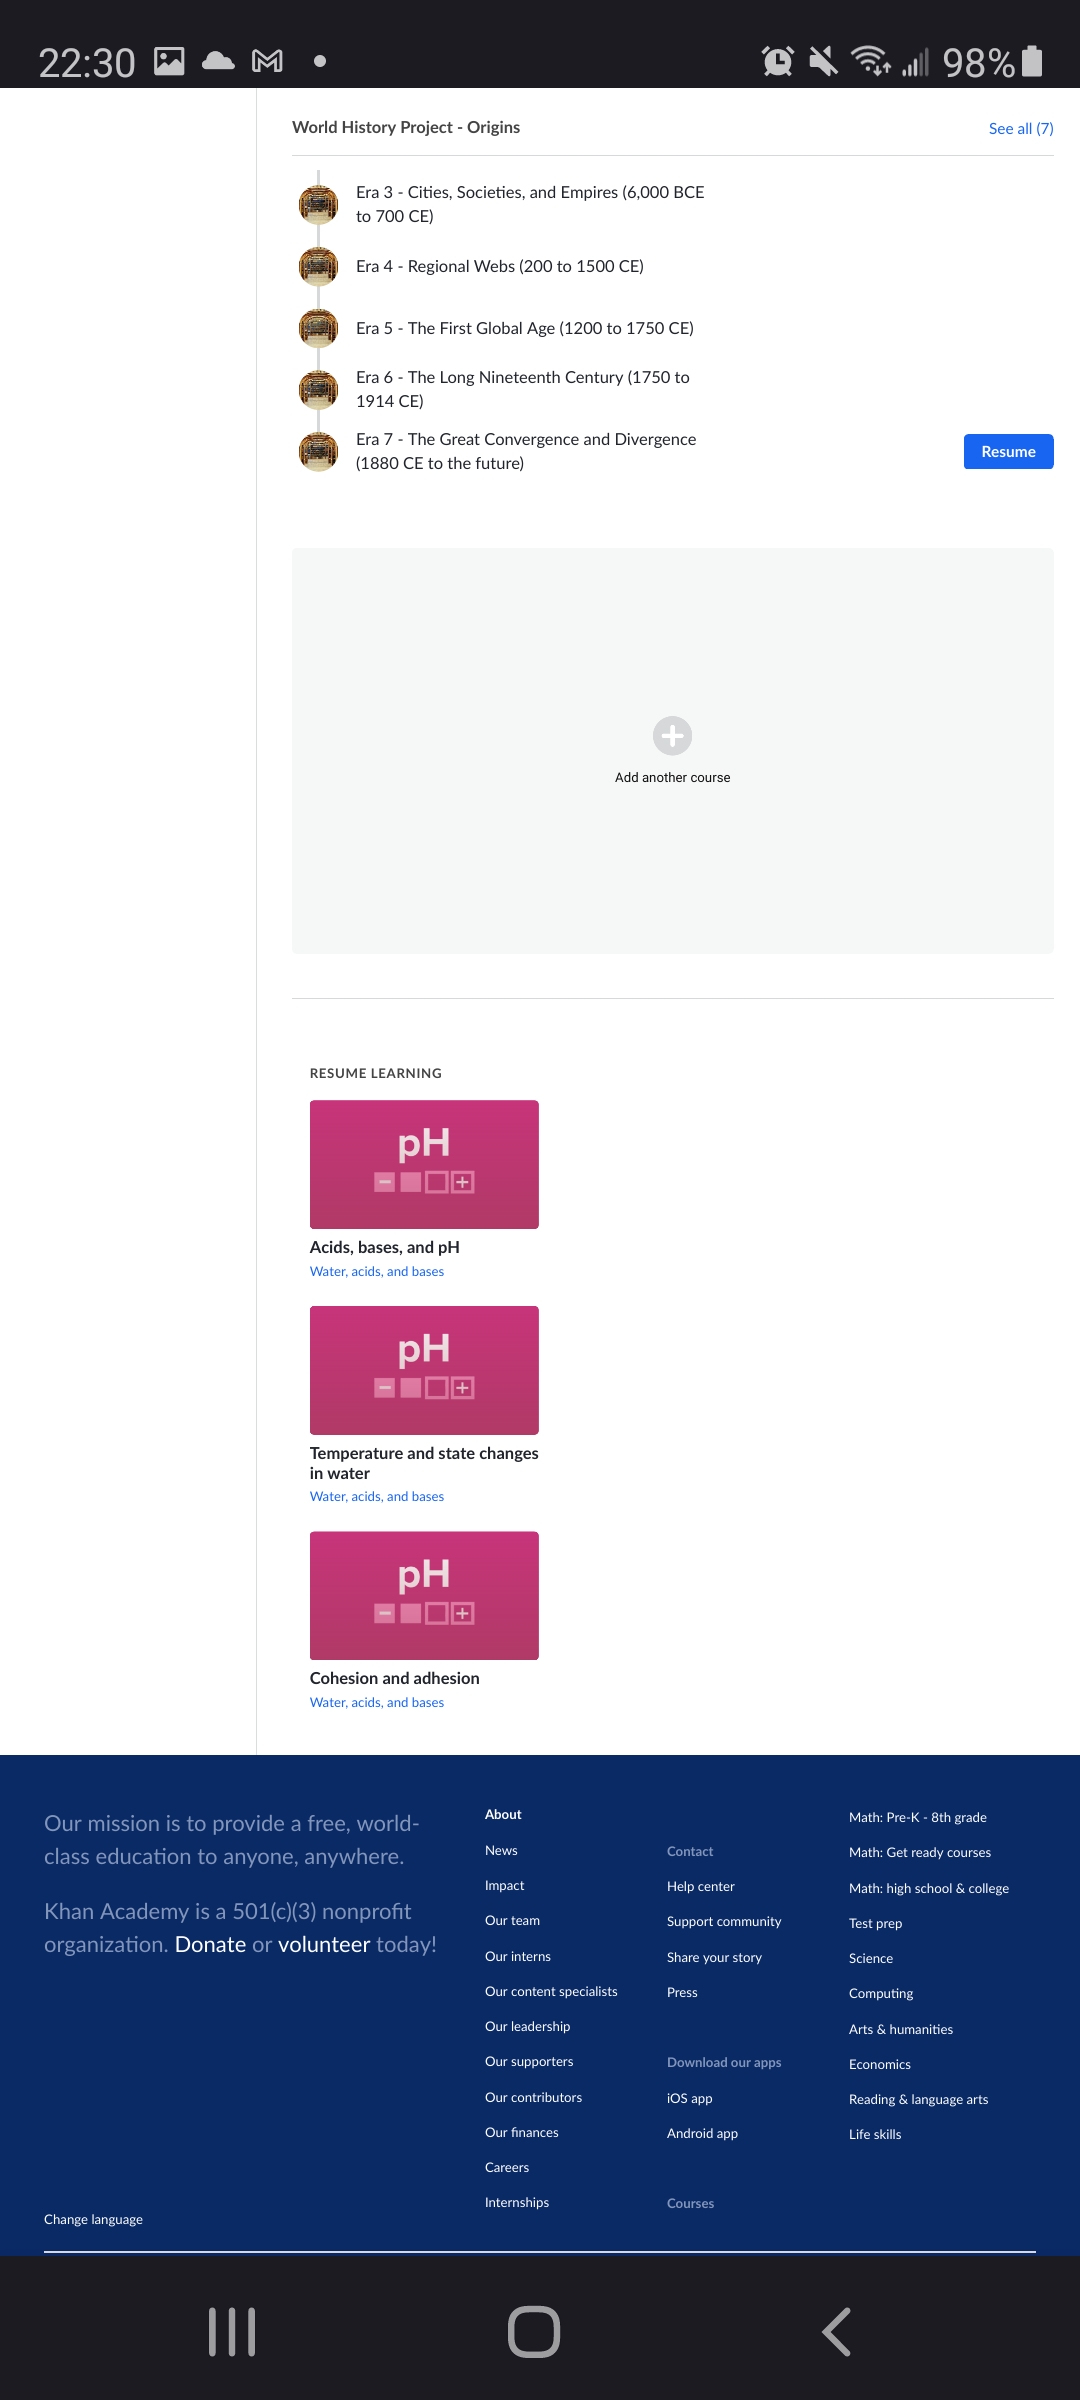 22:30
98%
World History Project - Origins
See all (7)
Era 3 - Cities, Societies, and Empires (6,000 BCE
to 700 CE)
Era 4 - Regional Webs (200 to 1500 CE)
Era 5 - The First Global Age (1200 to 1750 CE)
Era 6 - The Long Nineteenth Century (1750 to
1914 CE)
Era 7 - The Great Convergence and Divergence
(1880 CE to the future)
Resume
Add another course
RESUME LEARNING
pH
Acids, bases, and pH
Water, acids, and bases
pH
Temperature and state changes
in water
Water, acids, and bases
pH
Cohesion and adhesion
Water, acids, and bases
Our mission is to provide a free, world-
class education to anyone, anywhere.
Khan Academy is a 501(c)(3) nonprofit
organization. Donate or volunteer today!
Change language
About
News
Impact
Our team
Our interns
Our content specialists
Our leadership
Our supporters
Our contributors
Our finances
Careers
Internships
Contact
Help center
Support community
Share your story
Press
Download our apps
iOS app
Android app
Courses
Math: Pre-K - 8th grade
Math: Get ready courses
Math: high school & college
Test prep
Science
Computing
Arts & humanities
Economics
Reading & language arts
Life skills